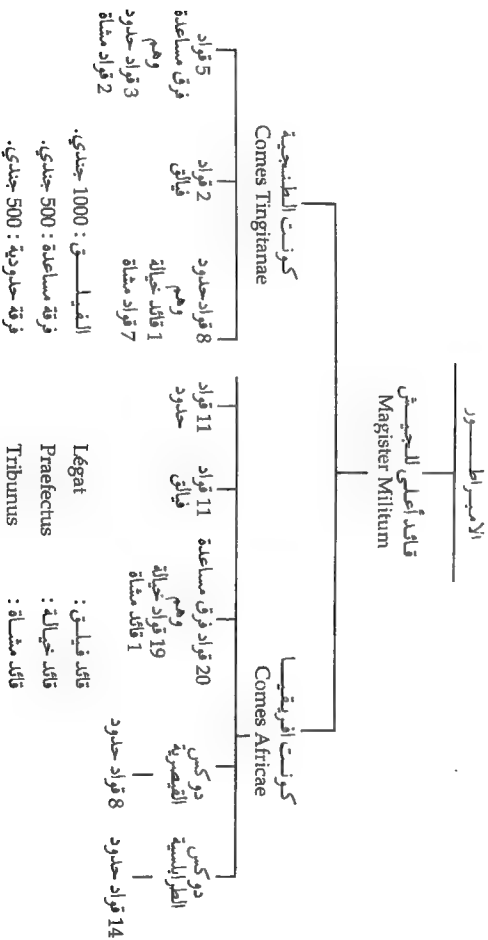 الامبراطور
قائد أعلى للجيش
Magister Militum
كونت افريقيا
Comes Africae
كونت الطنجية
Comes Tingitanae
دوكس
الطرابلسية
14 قواد حدود
دوكس
القيصرية
8 قواد حدود
20 قواد فرق مساعدة
وهم
19 قواد خيالة
1 قائد مشاة
11 قواد
فيالق
11 قواد
حدود
8 قواد حدود
وهم
1 قائد خيالة
7 قواد مشاة
2 قواد
فيالق
5 قواد
فرق مساعدة
وهم
3 قواد حدود
2 قواد مشاة
قائد فيلق : Légat
قائد خيالة : Praefectus
قائد مشاة : Tribunus
الفيلق : 1000 جندي.
فرقة مساعدة : 500 جندي.
فرقة حدودية : 500 جندي.